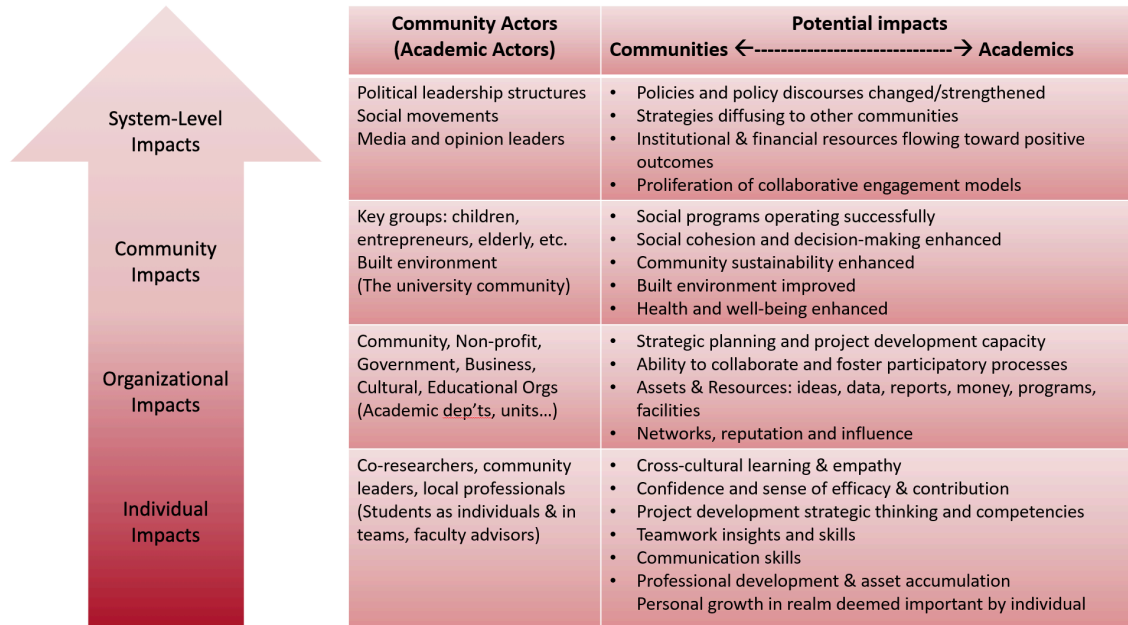 Community Actors
(Academic Actors)
Potential impacts
Communities ←-------------------------------→ Academics
System-Level
Impacts
Political leadership structures
Social movements
Media and opinion leaders
• Policies and policy discourses changed/strengthened
• Strategies diffusing to other communities
• Institutional & financial resources flowing toward positive
outcomes
• Proliferation of collaborative engagement models
Community
Impacts
Key groups: children,
entrepreneurs, elderly, etc.
Built environment
(The university community)
• Social programs operating successfully
• Social cohesion and decision-making enhanced
• Community sustainability enhanced
• Built environment improved
• Health and well-being enhanced
Organizational
Impacts
Community, Non-profit,
Government, Business,
Cultural, Educational Orgs
(Academic dep'ts, units…)
• Strategic planning and project development capacity
• Ability to collaborate and foster participatory processes
• Assets & Resources: ideas, data, reports, money, programs,
facilities
• Networks, reputation and influence
Individual
Impacts
Co-researchers, community
leaders, local professionals
(Students as individuals & in
teams, faculty advisors)
• Cross-cultural learning & empathy
• Confidence and sense of efficacy & contribution
• Project development strategic thinking and competencies
• Teamwork insights and skills
• Communication skills
• Professional development & asset accumulation
Personal growth in realm deemed important by individual